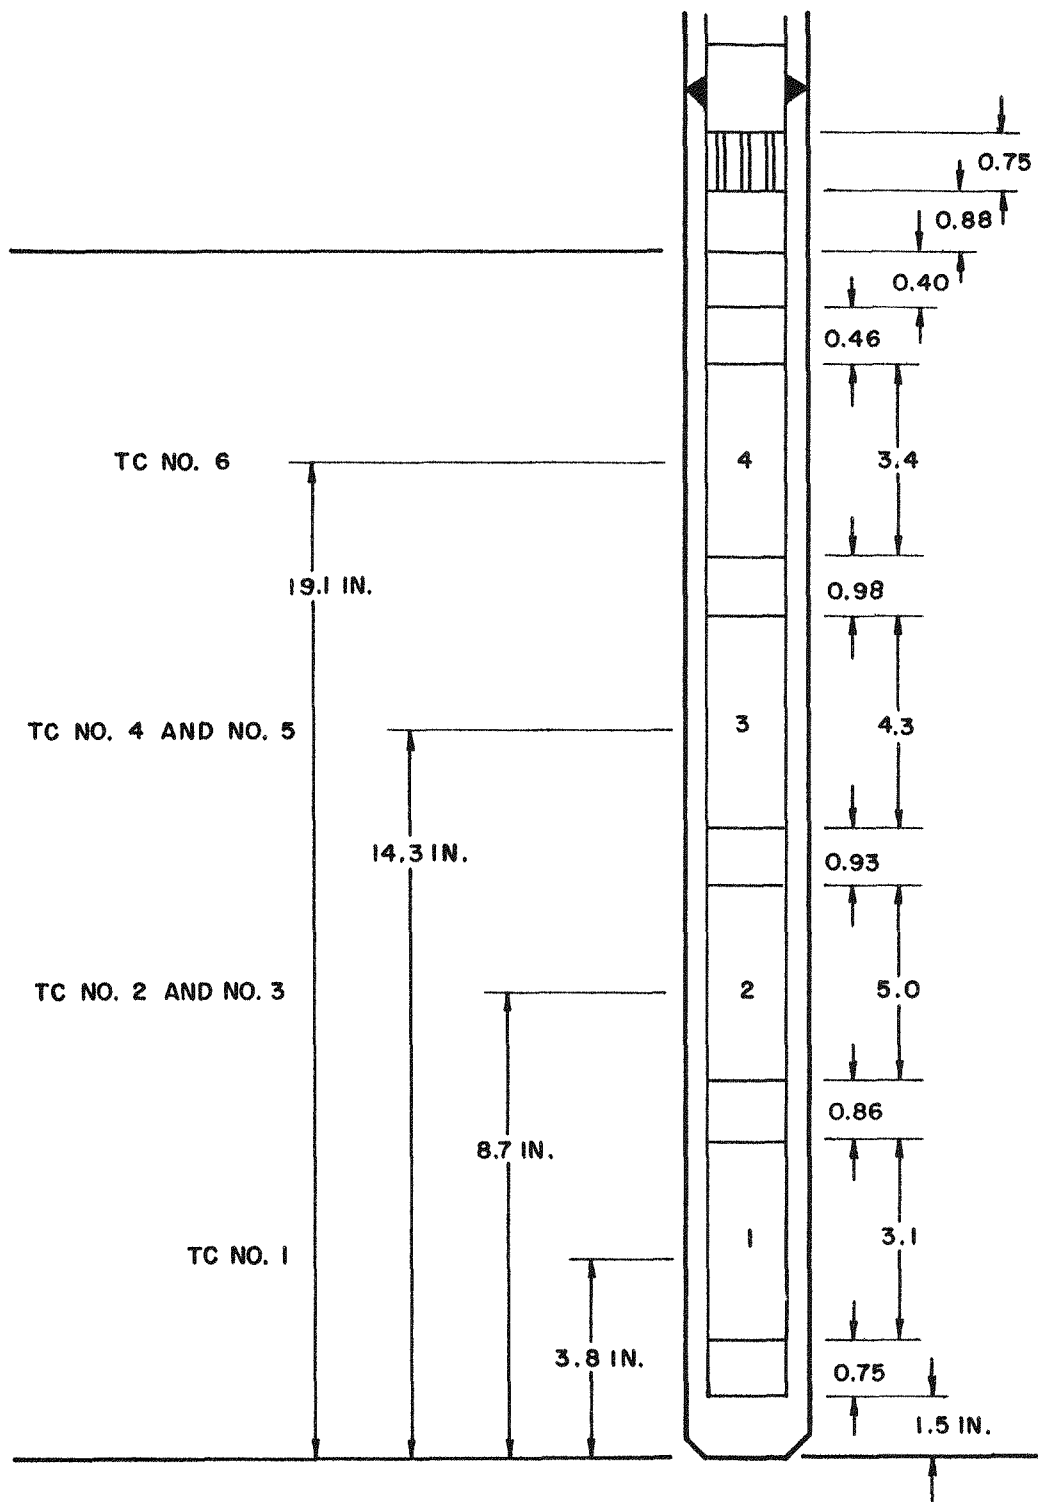 0.75
0.88
0.40
0.46
TC NO. 6
4
3.4
19.1 IN.
0.98
TC NO. 4 AND NO. 5
3
4.3
14.3 IN.
0.93
TC NO. 2 AND NO. 3
2
5.0
0.86
8.7 IN.
TC NO. 1
1
3.1
3.8 IN.
0.75
1.5 IN.